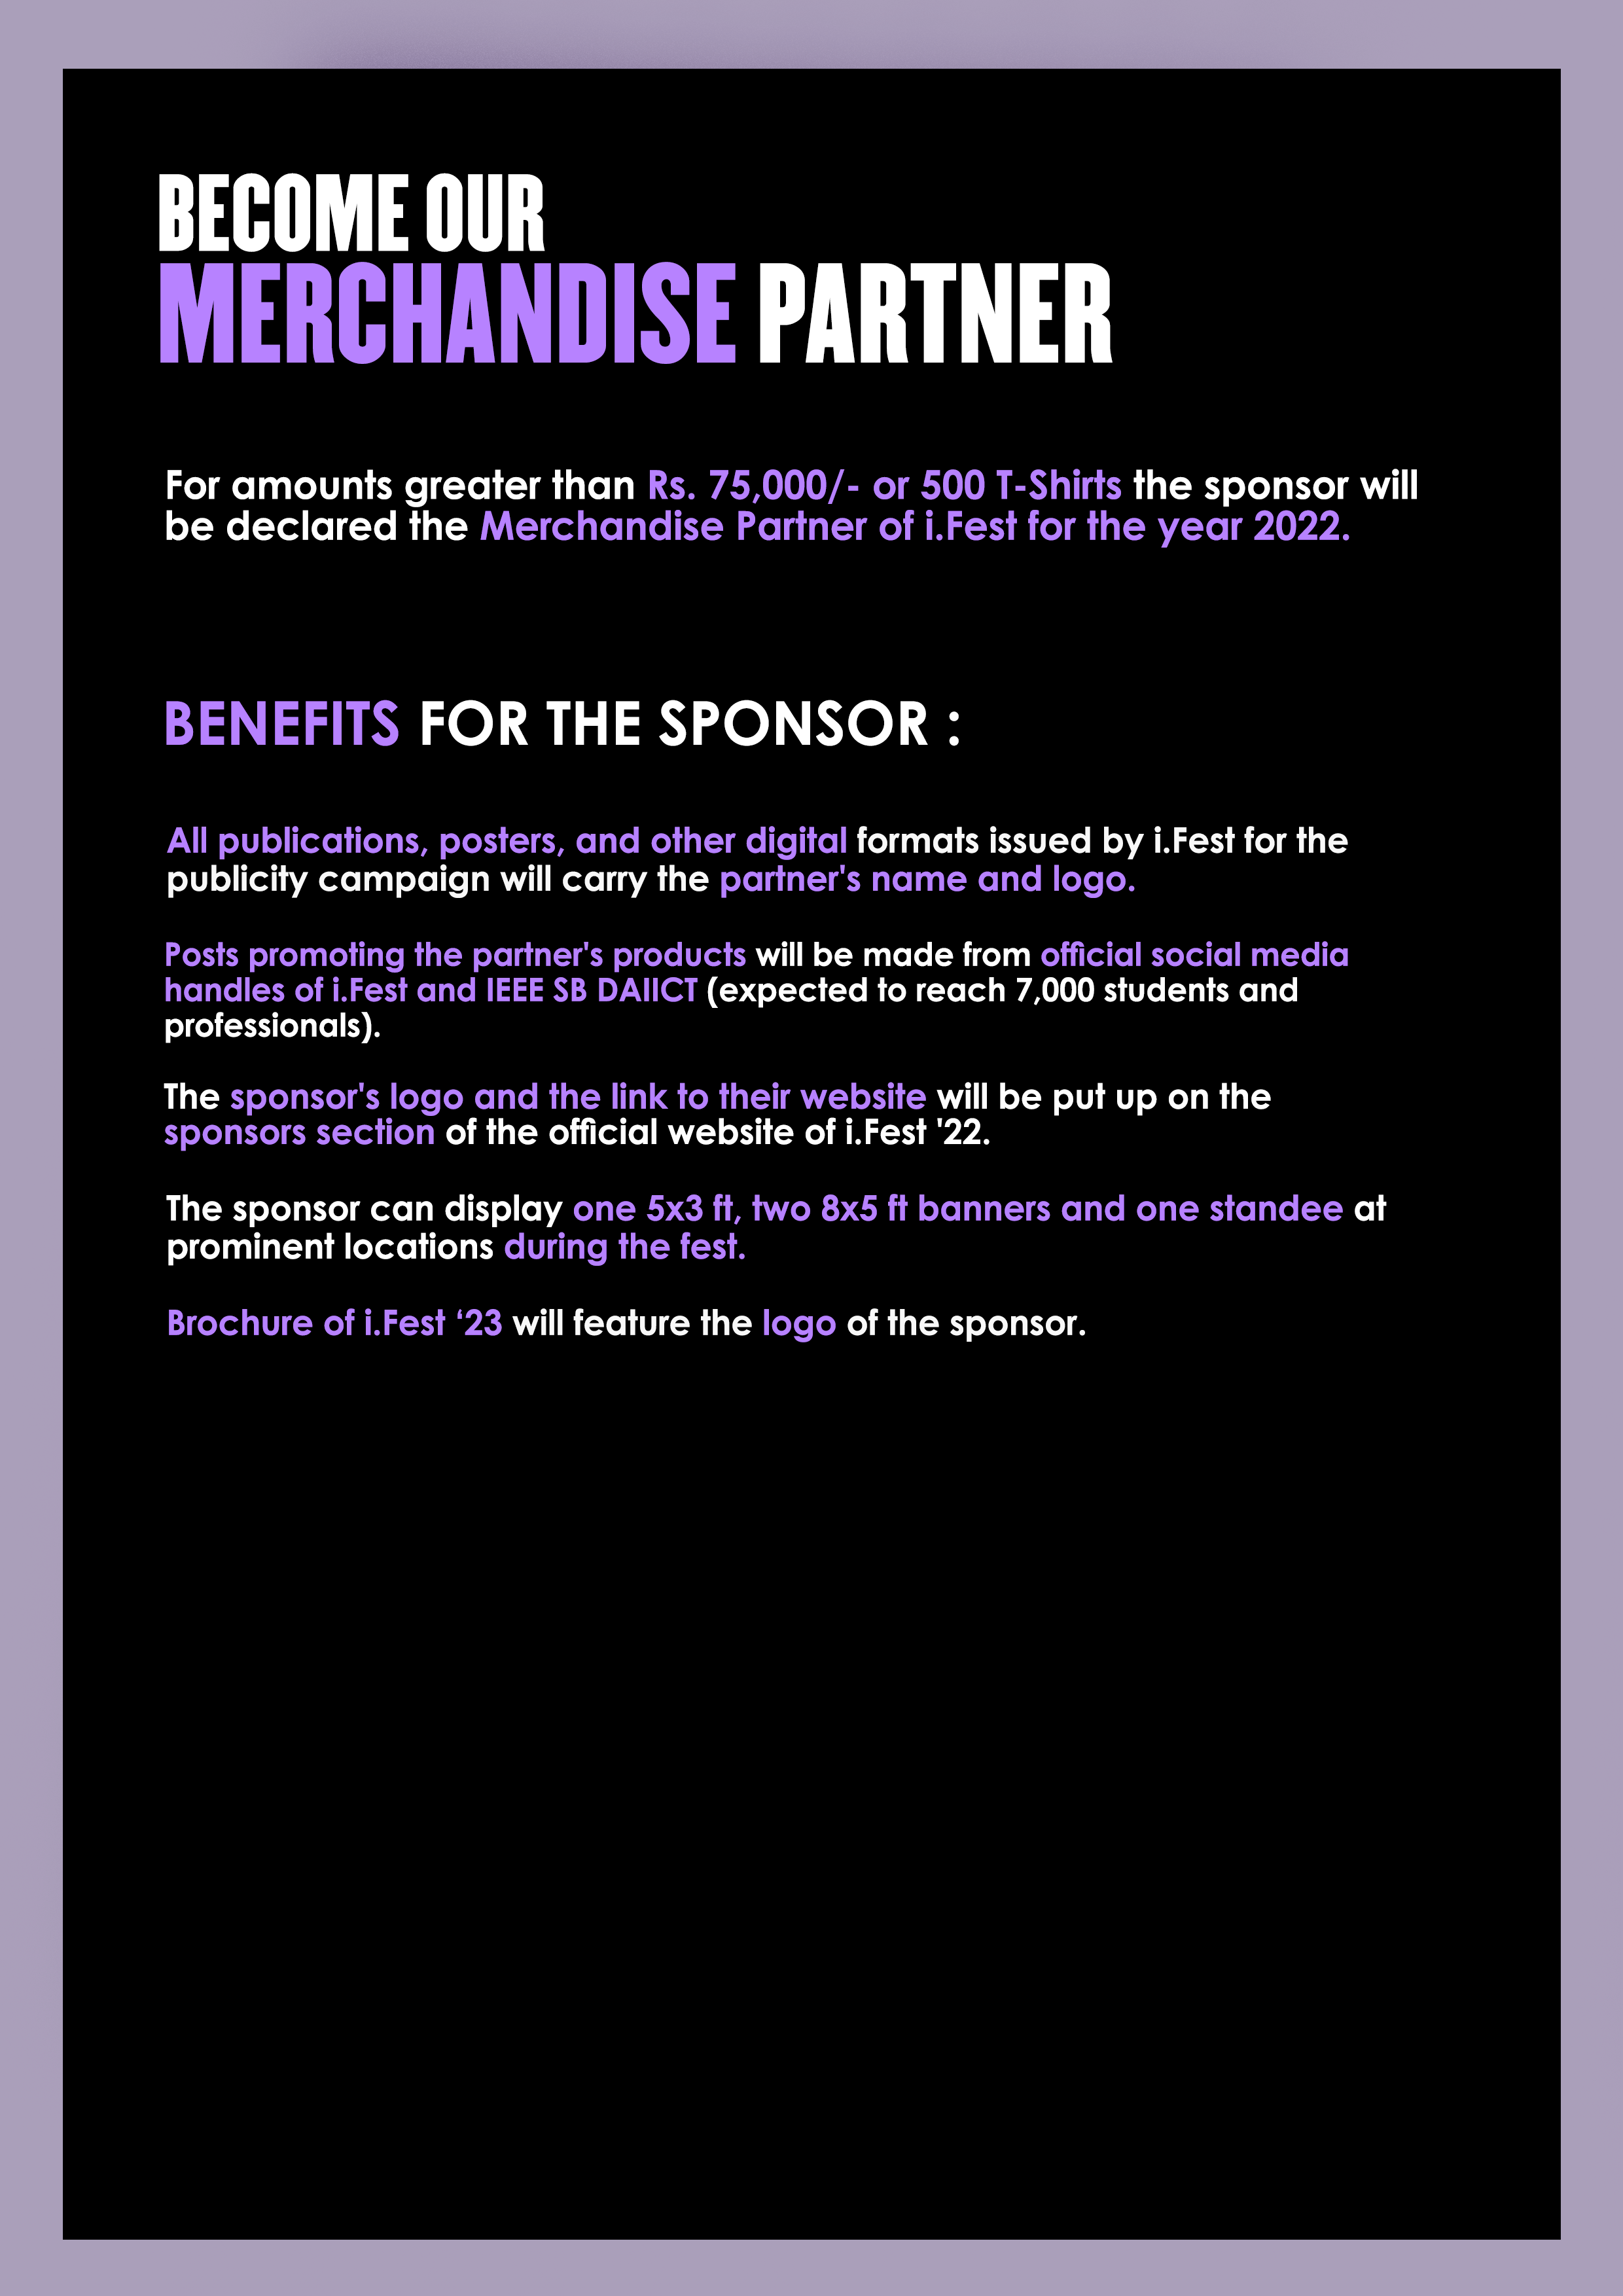 BECOME OUR
MERCHANDISE PARTNER
For amounts greater than Rs. 75,000/- or 500 T-Shirts the sponsor will
be declared the Merchandise Partner of i.Fest for the year 2022.
BENEFITS FOR THE SPONSOR :
All publications, posters, and other digital formats issued by i.Fest for the
publicity campaign will carry the partner's name and logo.
Posts promoting the partner's products will be made from official social media
handles of i.Fest and IEEE SB DAIICT (expected to reach 7,000 students and
professionals).
The sponsor's logo and the link to their website will be put up on the
sponsors section of the official website of i.Fest '22.
The sponsor can display one 5x3 ft, two 8x5 ft banners and one standee at
prominent locations during the fest.
Brochure of i.Fest ‘23 will feature the logo of the sponsor.